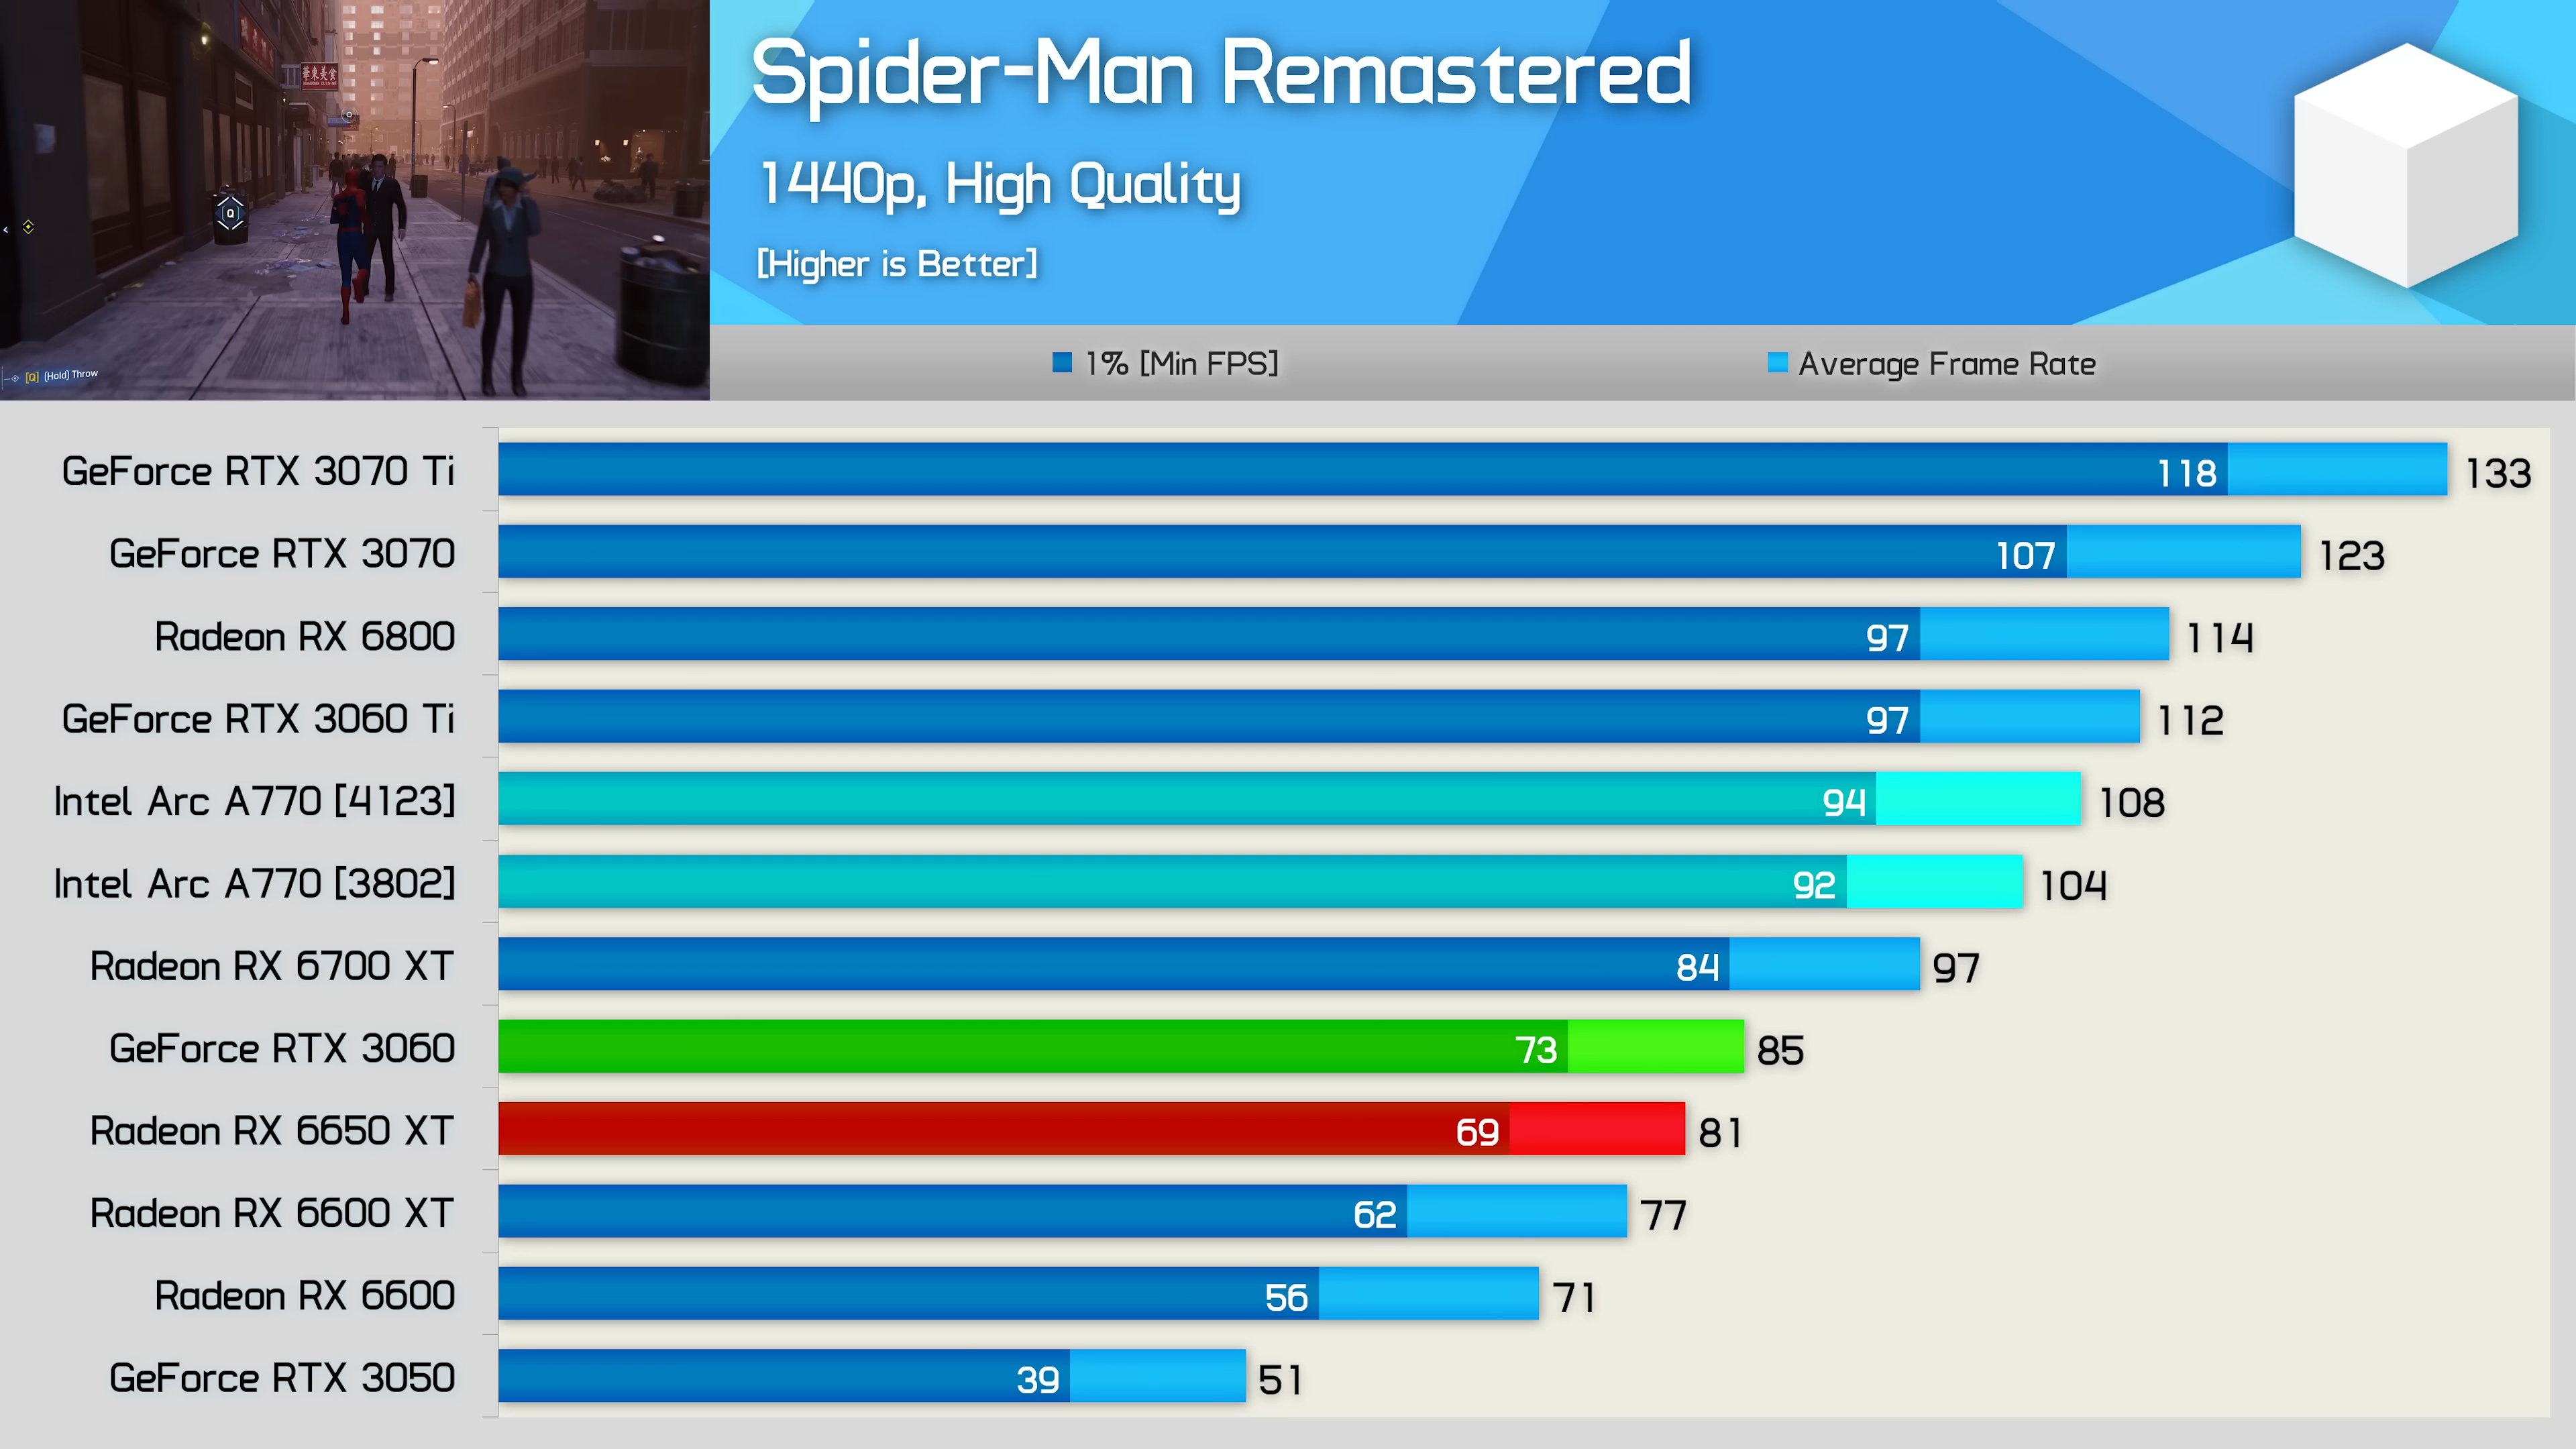 華東美食
Q
[Q] (Hold) Throw
Spider-Man Remastered
1440p, High Quality
[Higher is Better]
1% [Min FPS]
Average Frame Rate
GeForce RTX 3070 Ti 118 133
GeForce RTX 3070 107 123
Radeon RX 6800 97 114
GeForce RTX 3060 Ti 97 112
Intel Arc A770 [4123] 94 108
Intel Arc A770 [3802] 92 104
Radeon RX 6700 XT 84 97
GeForce RTX 3060 73 85
Radeon RX 6650 XT 69 81
Radeon RX 6600 XT 62 77
Radeon RX 6600 56 71
GeForce RTX 3050 39 51